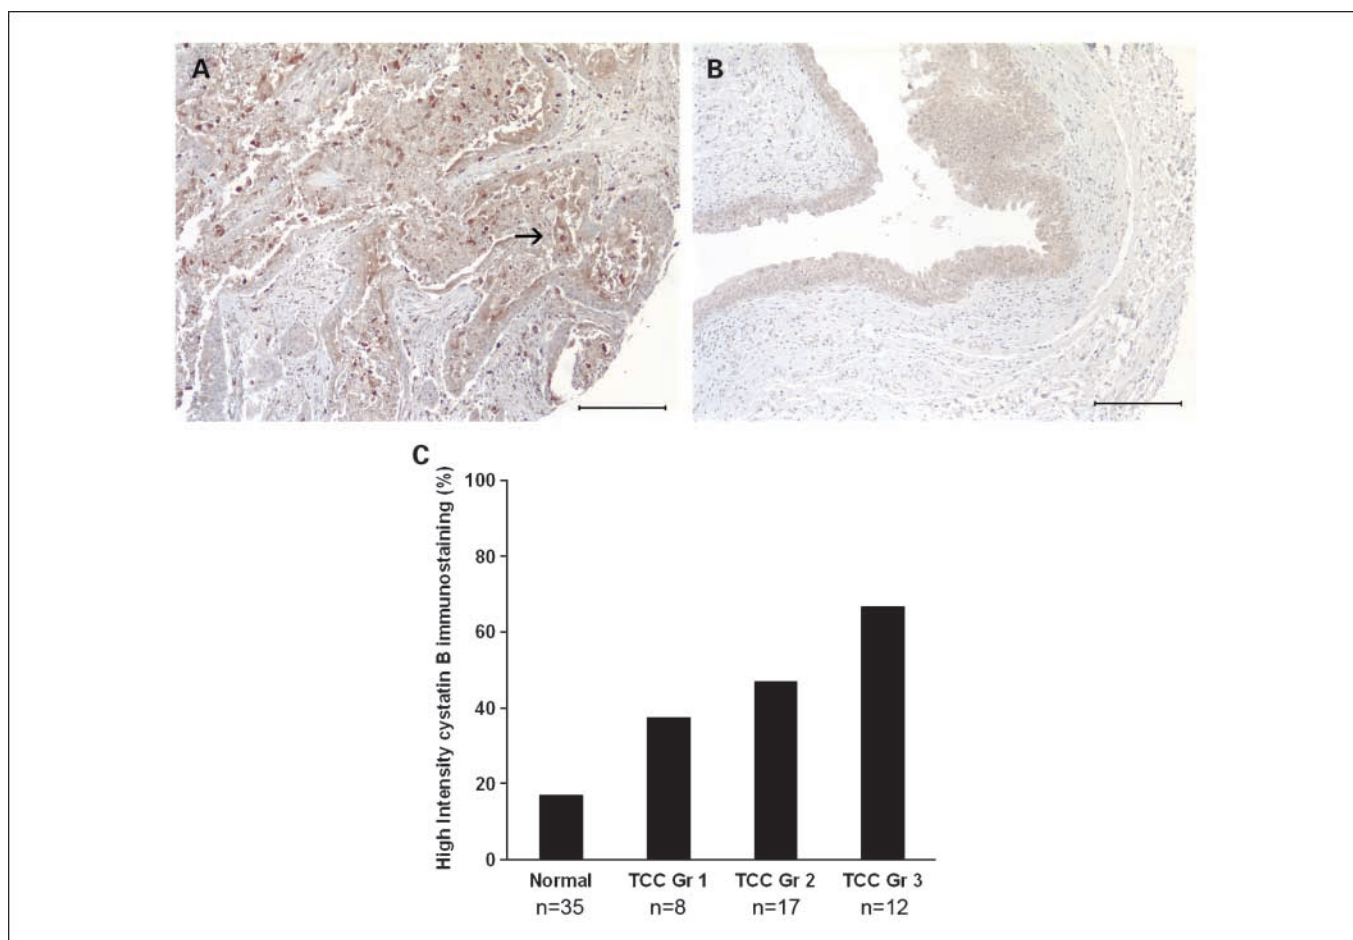 A
B
C
High Intensity cystatin B immunostaining (%)
100
80
60
40
20
0
Normal TCC Gr 1 TCC Gr 2 TCC Gr 3
n=35 n=8 n=17 n=12